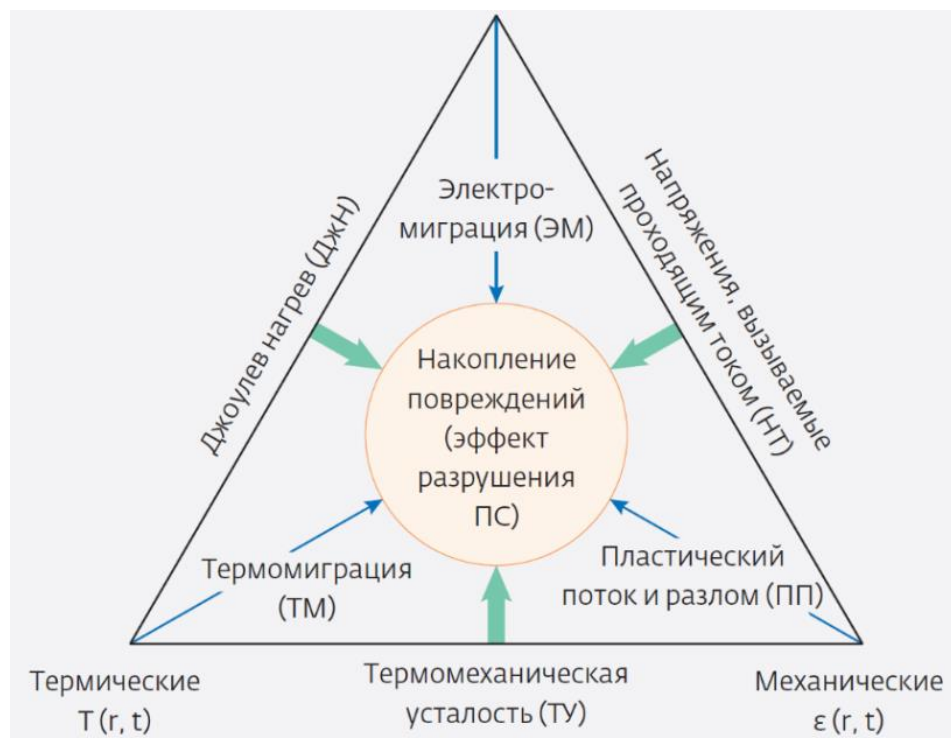 Электро-
миграция (ЭМ)
Джоулев нагрев (ДжН)
Напряжения, вызываемые
проходящим током (НТ)
Накопление
повреждений
(эффект
разрушения
ПС)
Термомиграция
(ТМ)
Пластический
поток и разлом (ПП)
Термические
T (r, t)
Термомеханическая
усталость (ТУ)
Механические
ε (r, t)